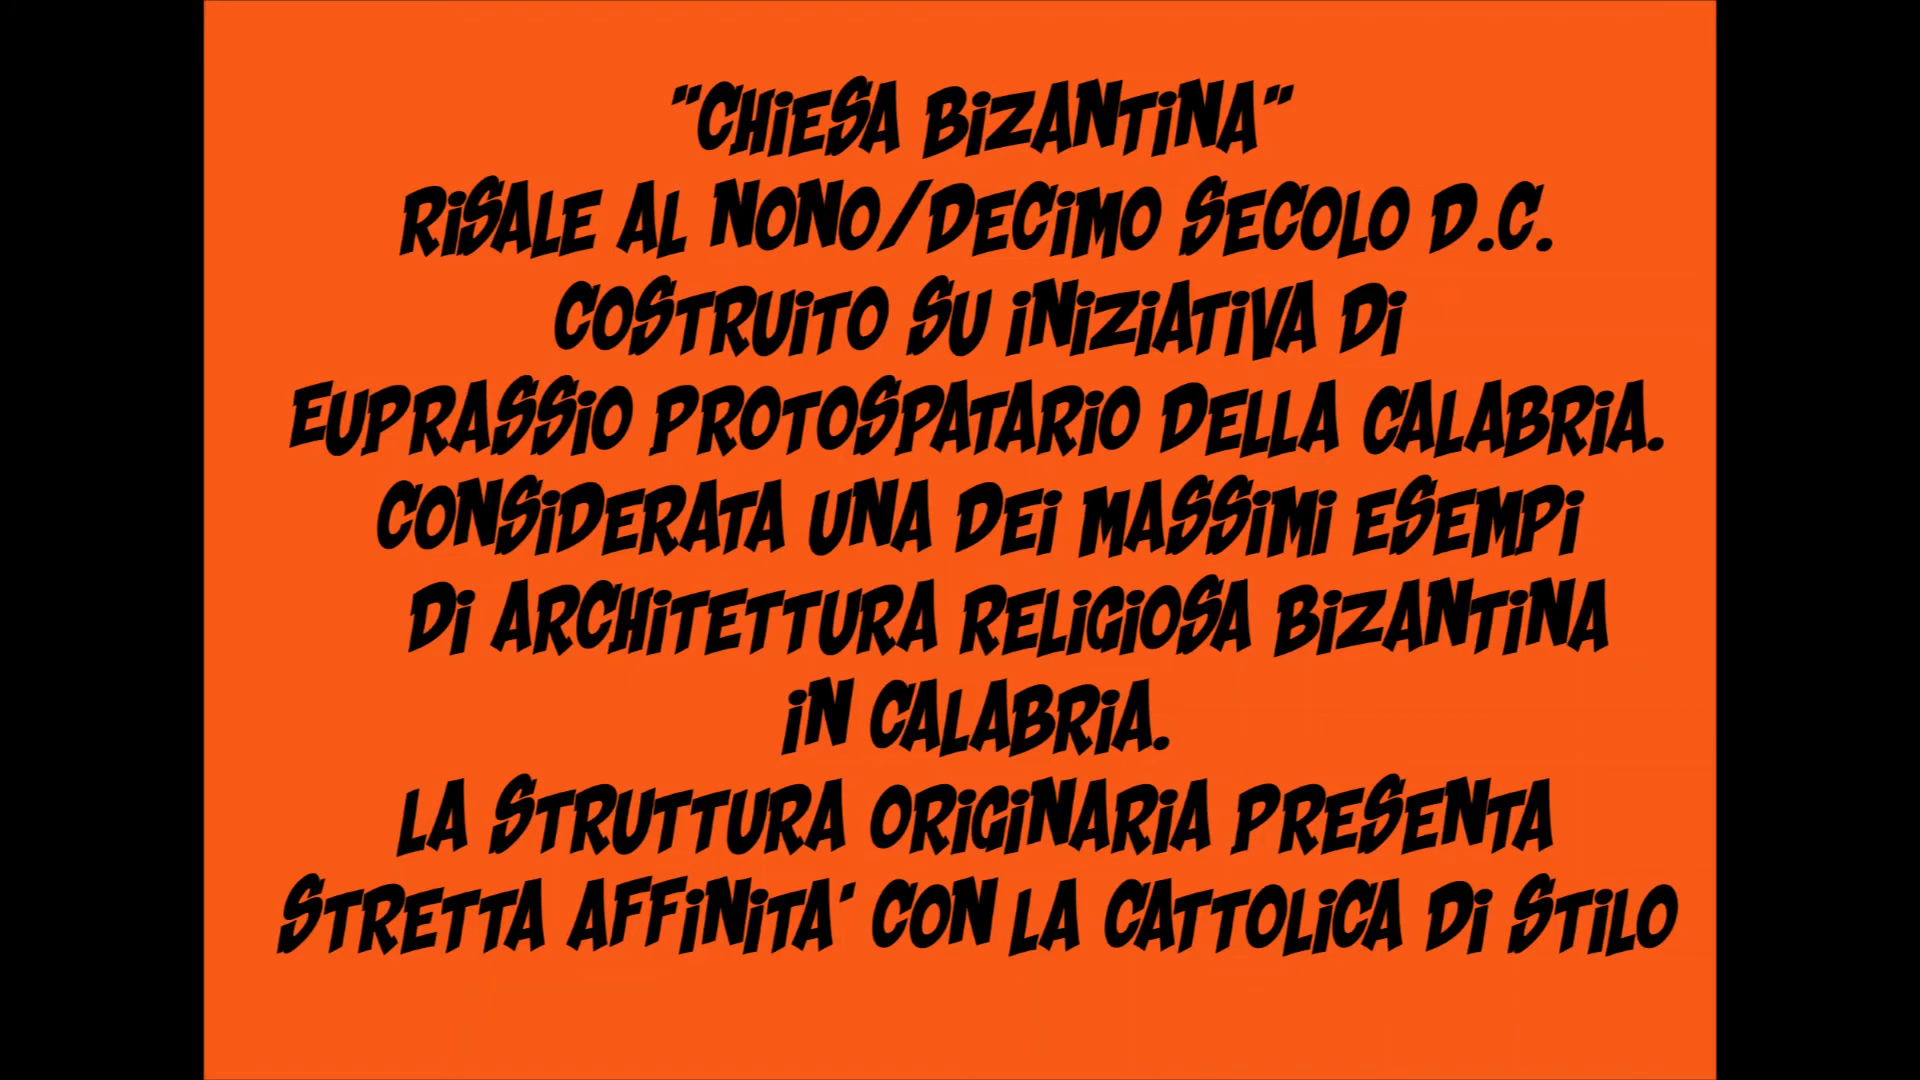 "CHiESA BiZANTiNA"
RiSALE AL NONO/DECiMO SECOLO D.C.
COSTRUiTO SU iNiZiATiVA Di
EUPRASSiO PROTOSPATARiO DELLA CALABRiA.
CONSiDERATA UNA DEi MASSiMi ESEMPi
Di ARCHiTETTURA RELiGiOSA BiZANTiNA
iN CALABRiA.
LA STRUTTURA ORiGiNARiA PRESENTA
STRETTA AFFiNiTA' CON LA CATTOLiCA Di STiLO